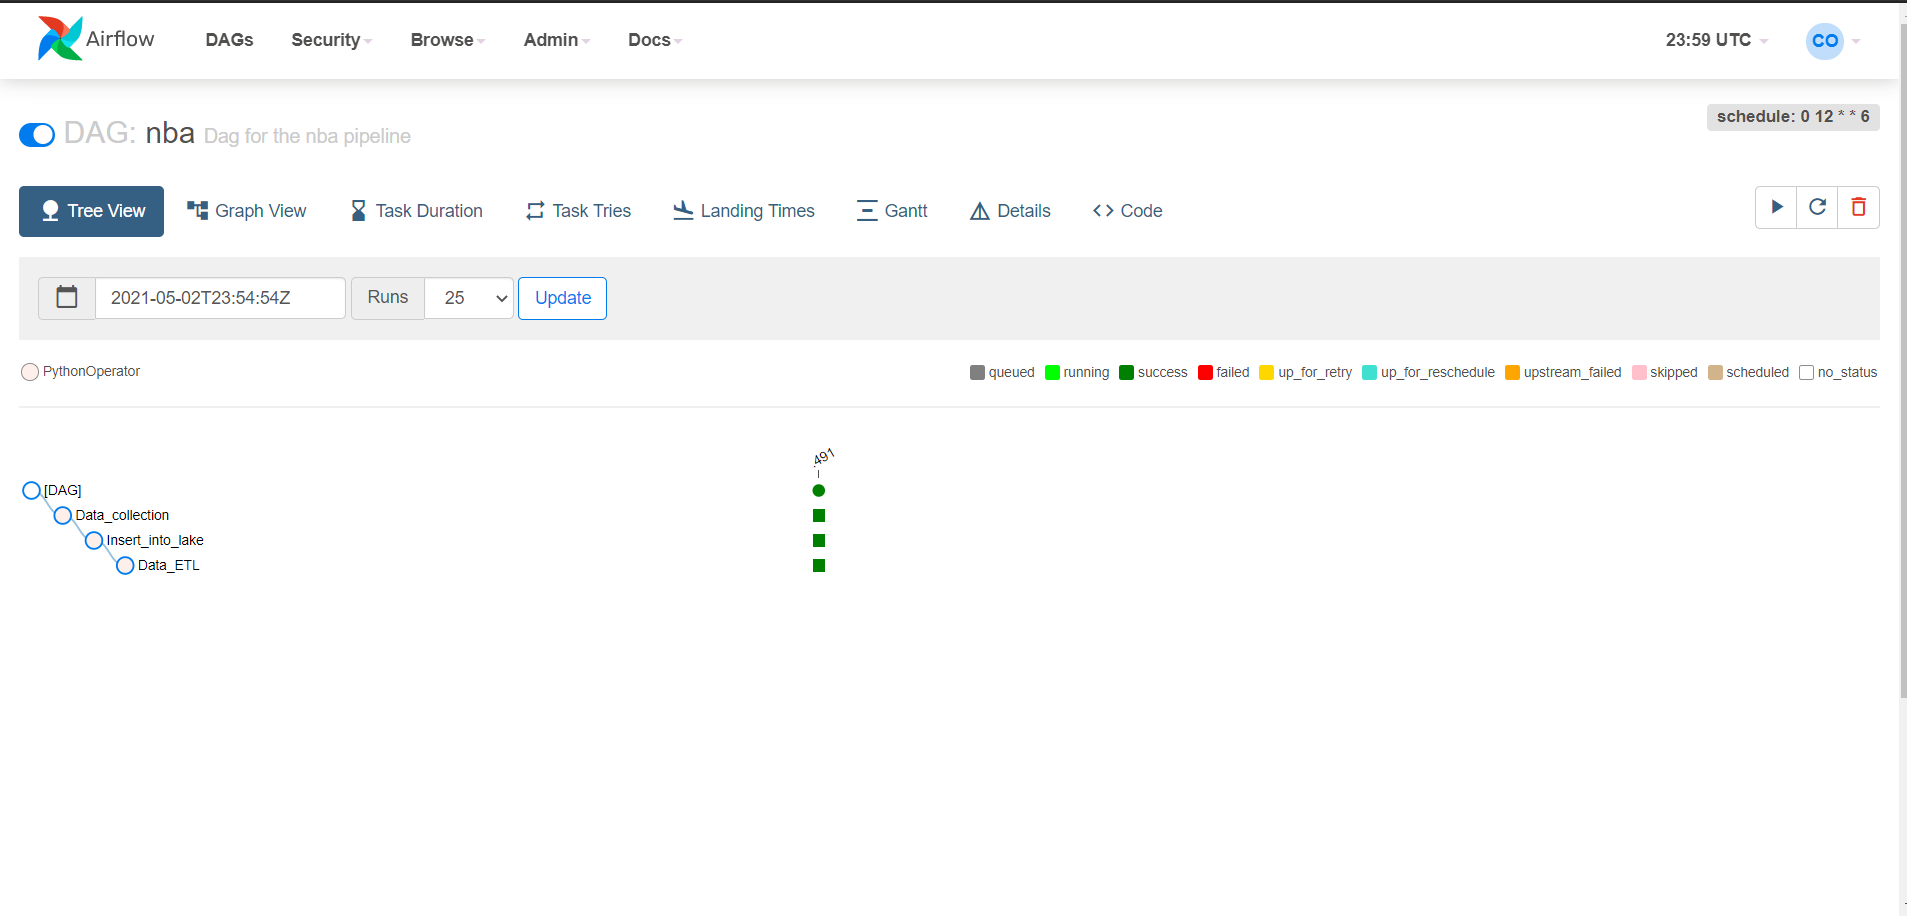 Airflow DAGs Security Browse Admin Docs 23:59 UTC CO
schedule: 0 12 * * 6
DAG: nba Dag for the nba pipeline
Tree View Graph View Task Duration Task Tries Landing Times Gantt Details Code
2021-05-02T23:54:54Z Runs 25 Update
PythonOperator queued running success failed up_for_retry up_for_reschedule upstream_failed skipped scheduled no_status
.491
[DAG]
Data_collection
Insert_into_lake
Data_ETL